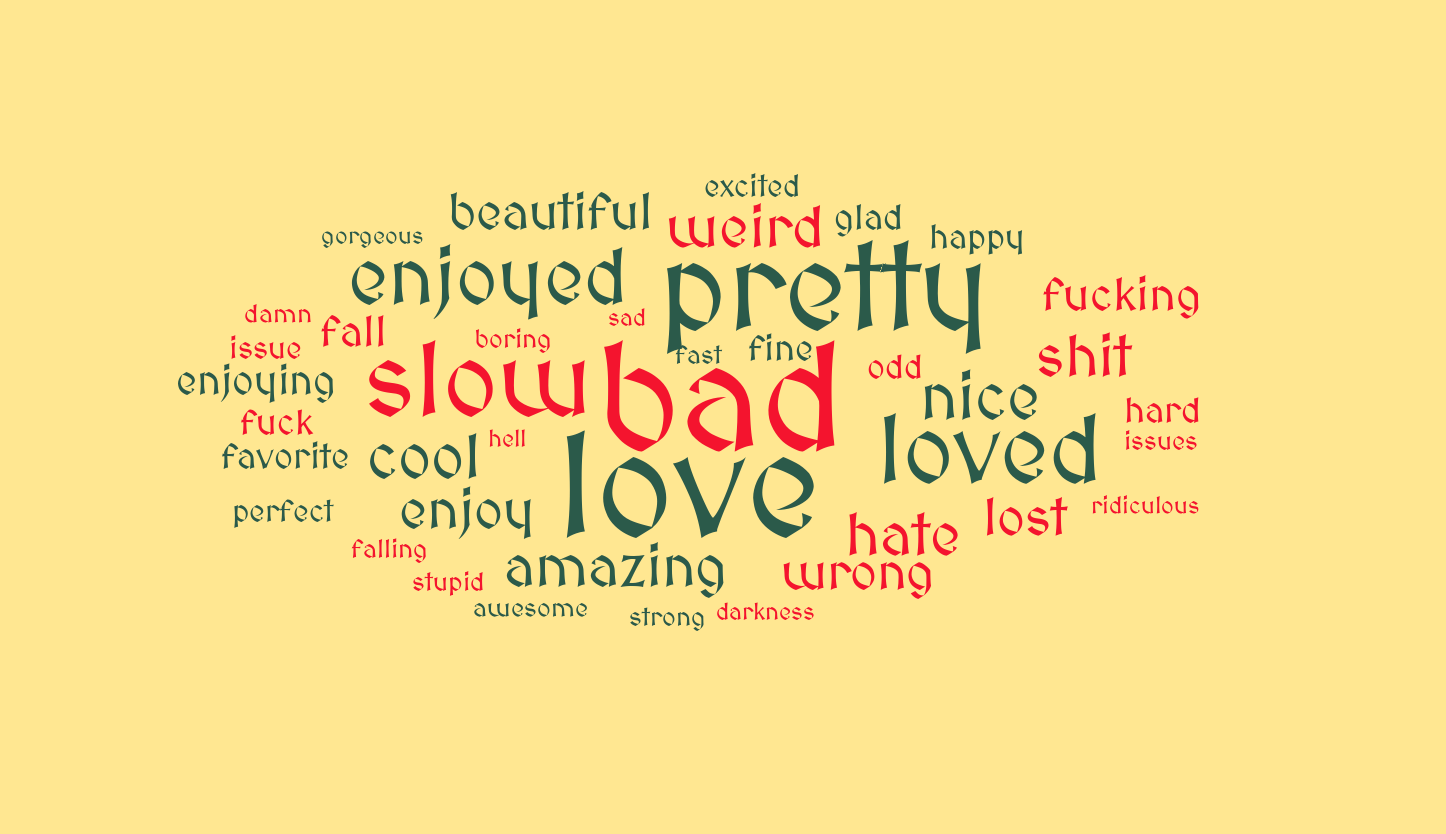 excited
beautiful
weird
glad
gorgeous
happy
enjoyed
pretty
fucking
damn
sad
fall
boring
issue
fast
fine
shit
enjoying
slow
bad
odd
nice
fuck
hard
hell
issues
favorite
cool
loved
love
perfect
enjoy
ridiculous
lost
hate
falling
amazing
wrong
stupid
awesome
strong
darkness